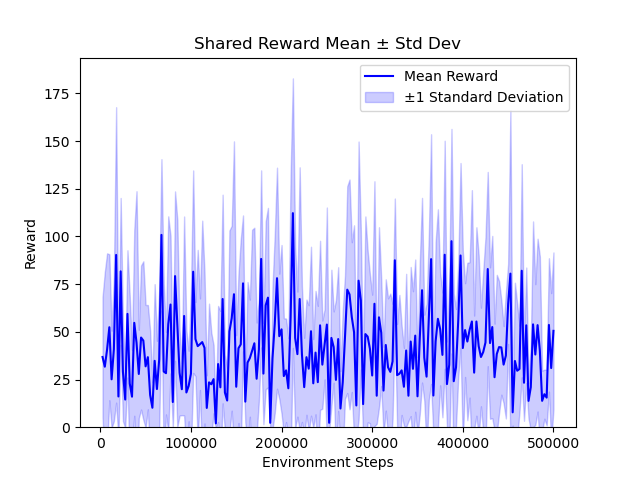 Shared Reward Mean ± Std Dev
Mean Reward
±1 Standard Deviation
Reward
175
150
125
100
75
50
25
0
0 100000 200000 300000 400000 500000
Environment Steps